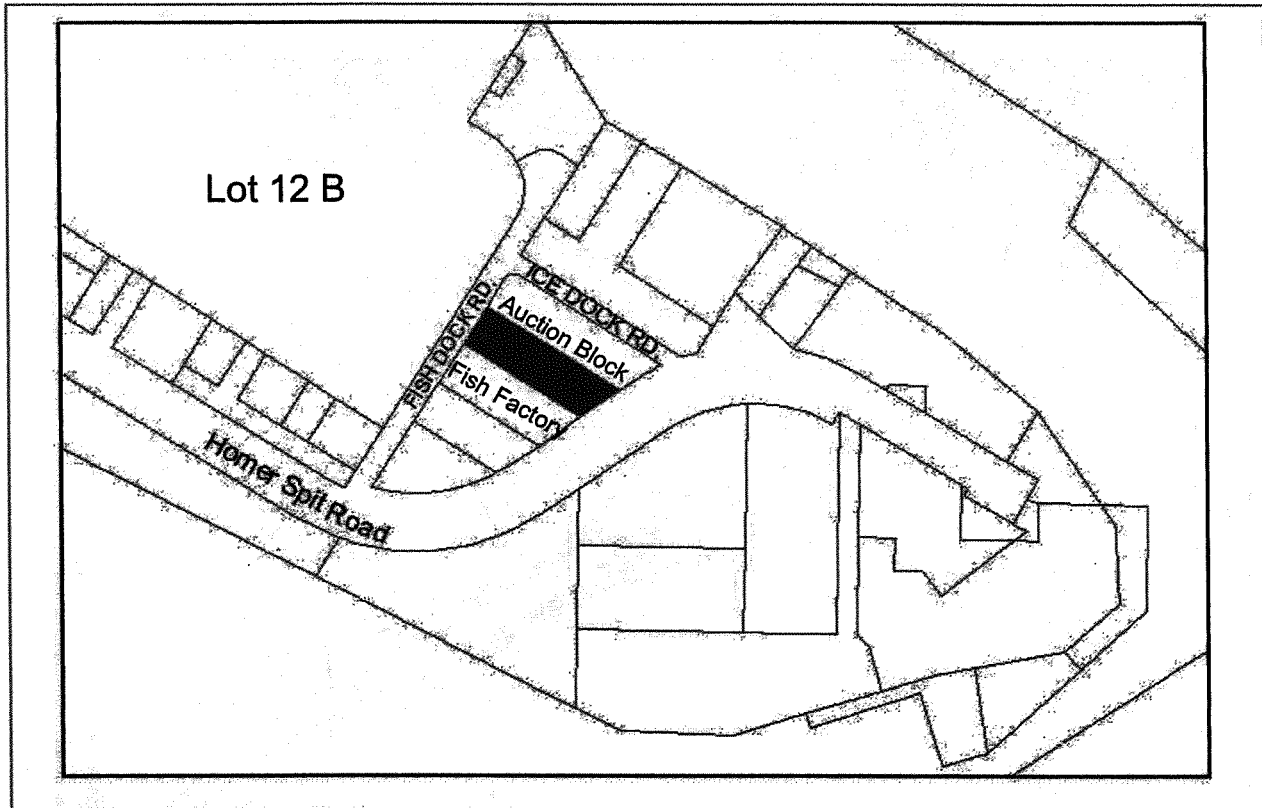 Lot 12 B
ICE DOCK RD.
FISH DOCK RD.
Auction Block
Fish Factory
Homer Spit Road